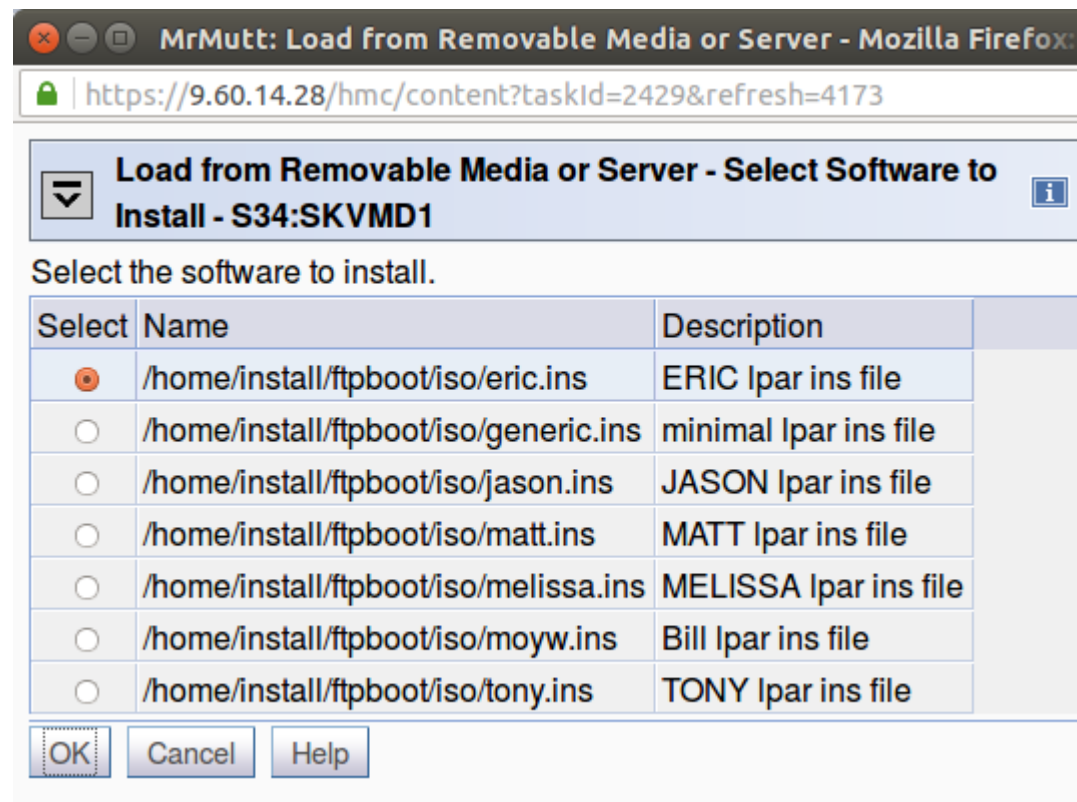 MrMutt: Load from Removable Media or Server - Mozilla Firefox:
https://9.60.14.28/hmc/content?taskId=2429&refresh=4173
Load from Removable Media or Server - Select Software to
Install - S34:SKVMD1
i
Select the software to install.
Select Name Description
/home/install/ftpboot/iso/eric.ins ERIC lpar ins file
/home/install/ftpboot/iso/generic.ins minimal lpar ins file
/home/install/ftpboot/iso/jason.ins JASON lpar ins file
/home/install/ftpboot/iso/matt.ins MATT lpar ins file
/home/install/ftpboot/iso/melissa.ins MELISSA lpar ins file
/home/install/ftpboot/iso/moyw.ins Bill lpar ins file
/home/install/ftpboot/iso/tony.ins TONY lpar ins file
OK Cancel Help